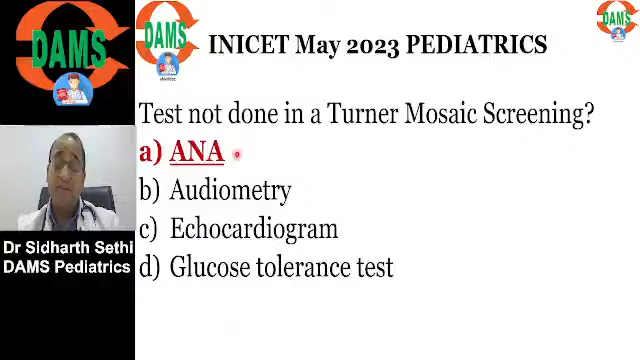 DAMS
DAMS
eMedicoz
INICET May 2023 PEDIATRICS
Test not done in a Turner Mosaic Screening?
a) ANA
b) Audiometry
c) Echocardiogram
d) Glucose tolerance test
Dr Sidharth Sethi
DAMS Pediatrics